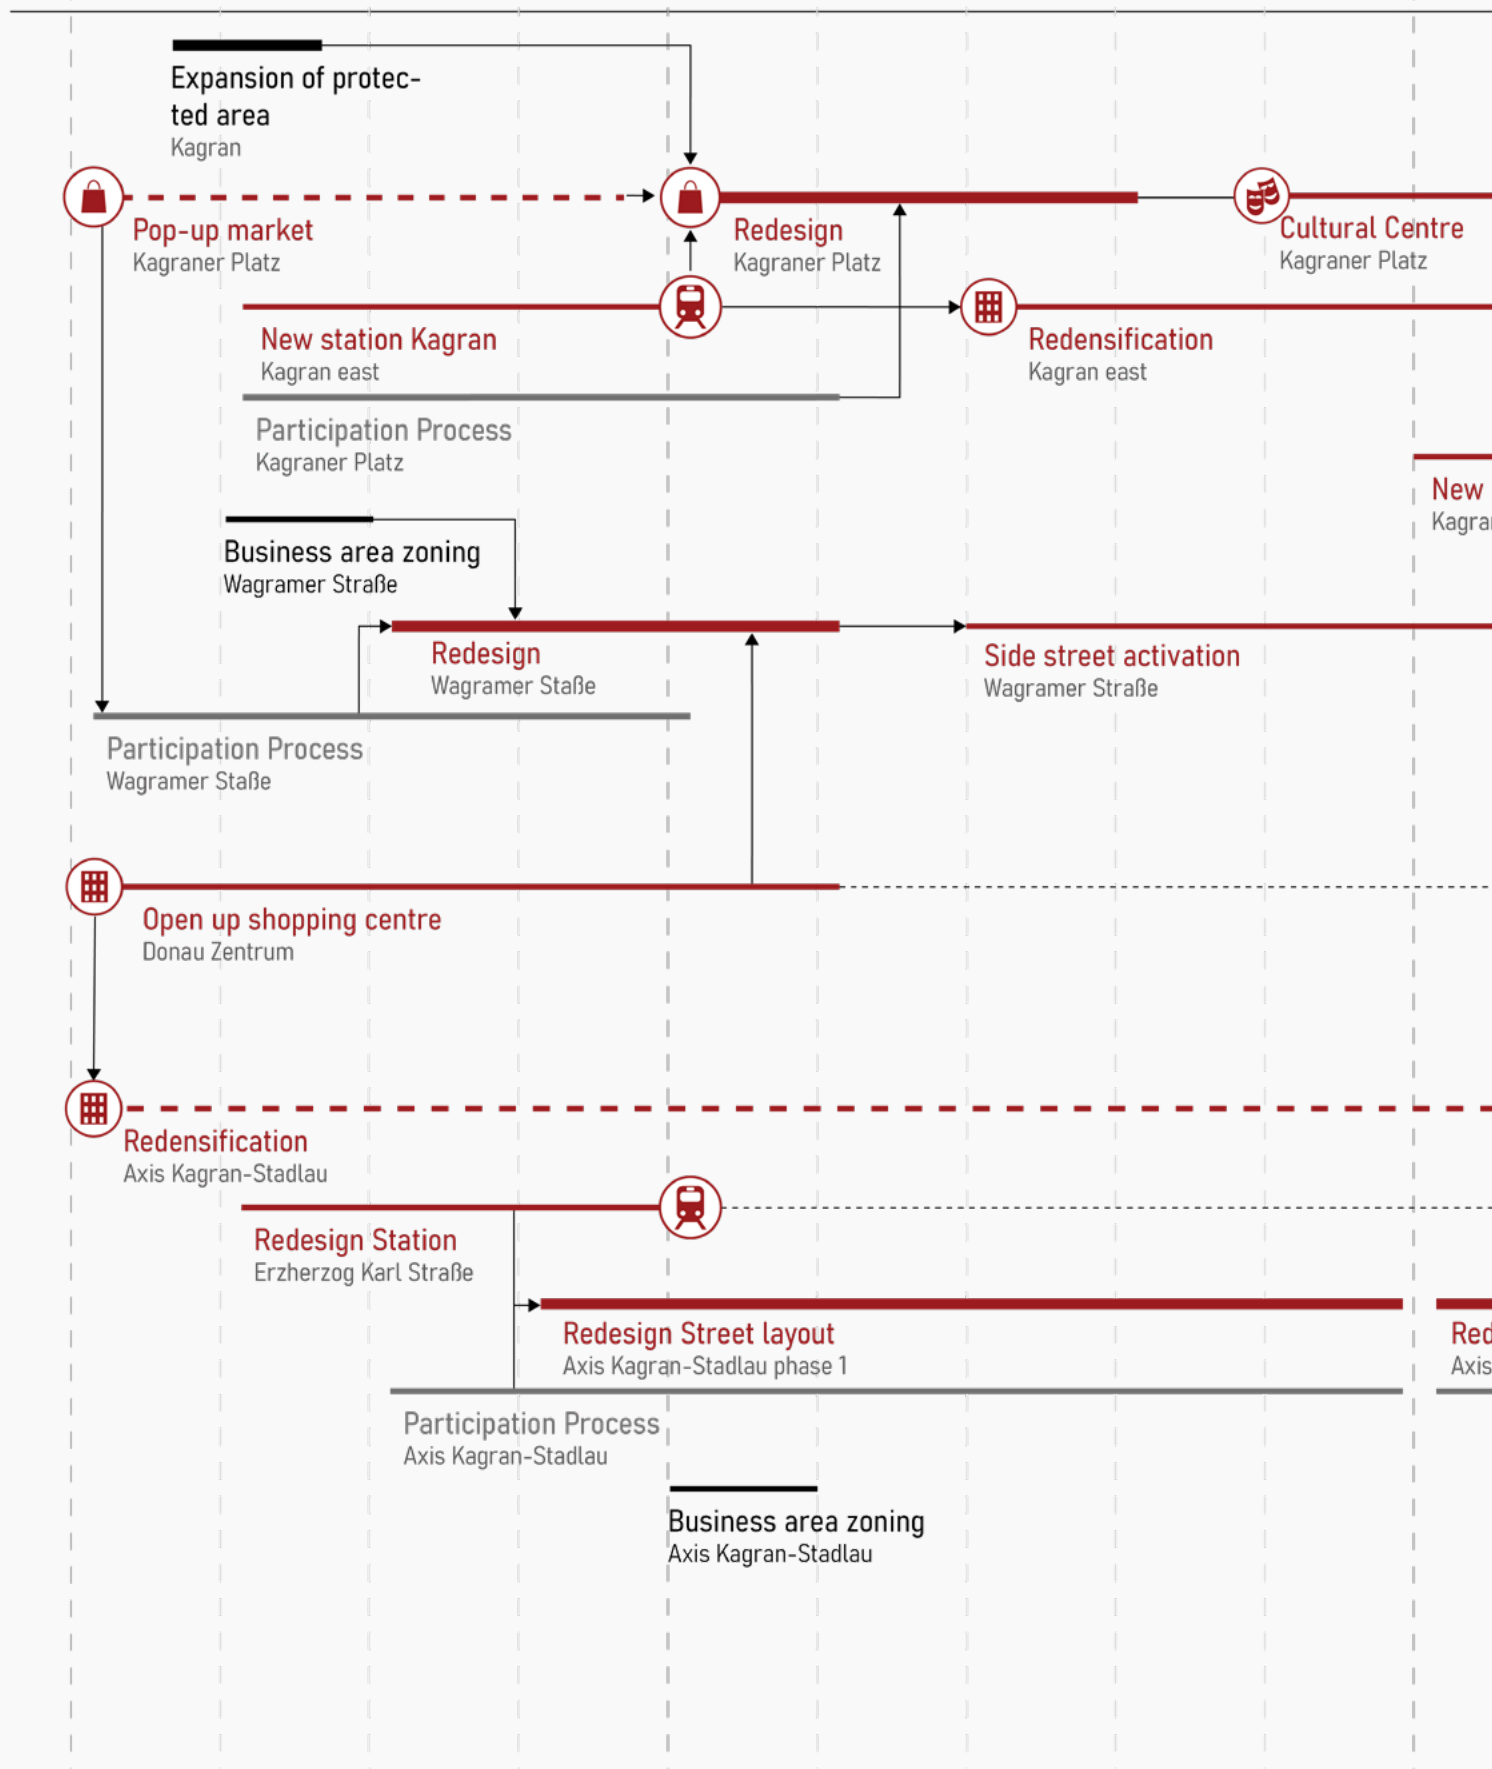 Expansion of protec-
ted area
Kagran
Pop-up market
Kagraner Platz
Redesign
Kagraner Platz
Cultural Centre
Kagraner Platz
New station Kagran
Kagran east
Redensification
Kagran east
Participation Process
Kagraner Platz
New
Kagra
Business area zoning
Wagramer Straße
Redesign
Wagramer Staße
Side street activation
Wagramer Straße
Participation Process
Wagramer Staße
Open up shopping centre
Donau Zentrum
Redensification
Axis Kagran-Stadlau
Redesign Station
Erzherzog Karl Straße
Redesign Street layout
Axis Kagran-Stadlau phase 1
Red
Axis
Participation Process
Axis Kagran-Stadlau
Business area zoning
Axis Kagran-Stadlau